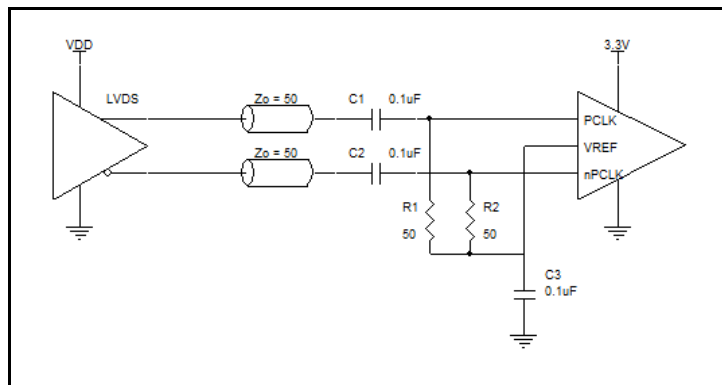 VDD
3.3V
LVDS
Zo = 50
C1
0.1uF
PCLK
VREF
Zo = 50
C2
0.1uF
nPCLK
R1
50
R2
50
C3
0.1uF